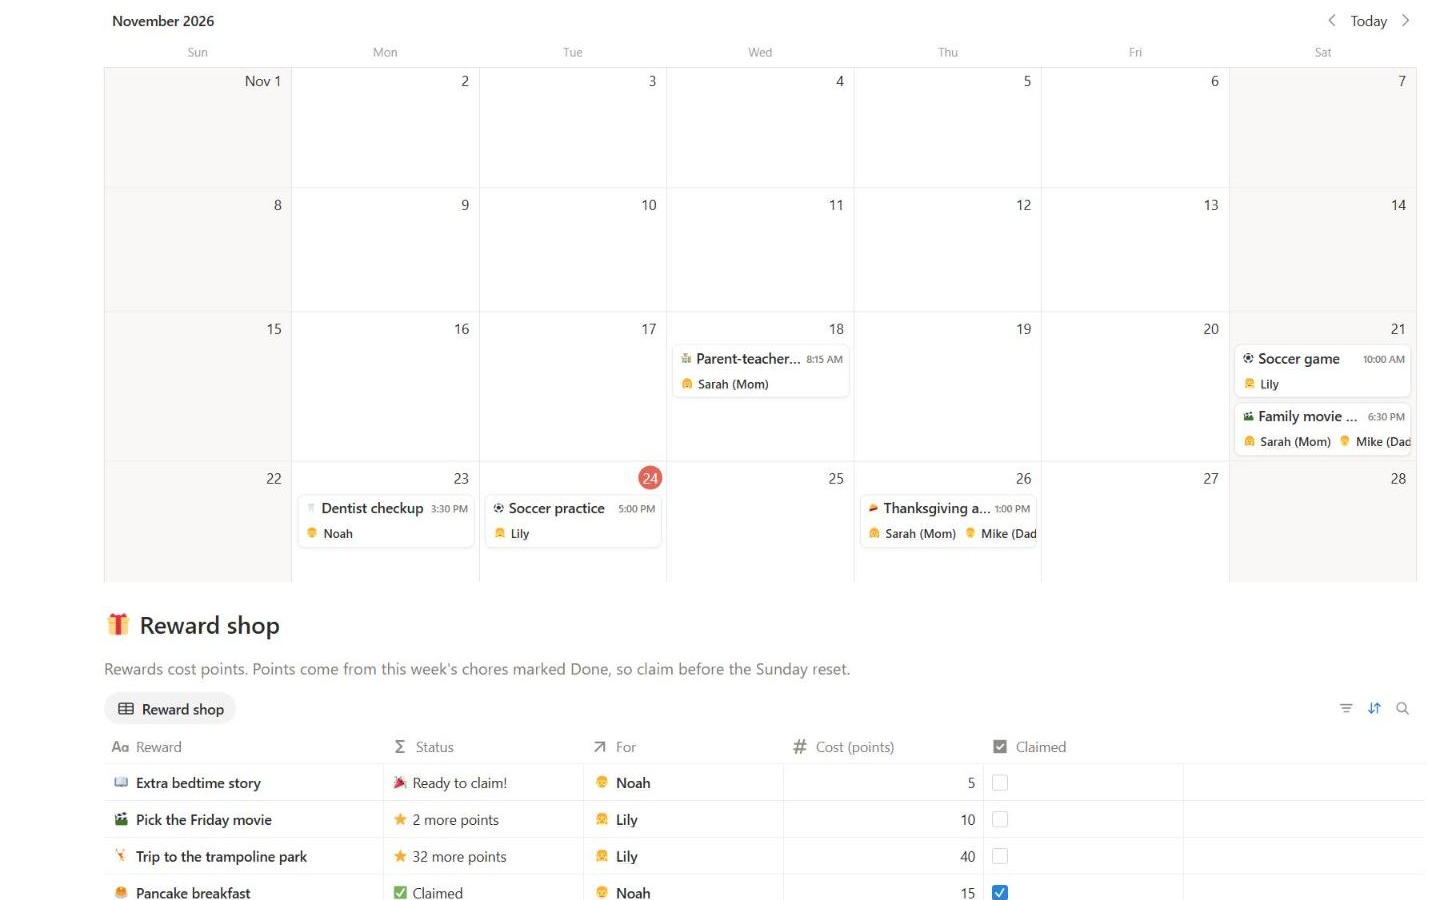 November 2026
Today
Sun Mon Tue Wed Thu Fri Sat
Nov 1 2 3 4 5 6 7
8 9 10 11 12 13 14
15 16 17 18 19 20 21
Parent-teacher... 8:15 AM
Sarah (Mom)
Soccer game 10:00 AM
Lily
Family movie ... 6:30 PM
Sarah (Mom) Mike (Dad
22 23 24 25 26 27 28
Dentist checkup 3:30 PM
Noah
Soccer practice 5:00 PM
Lily
Thanksgiving a... 1:00 PM
Sarah (Mom) Mike (Dad
Reward shop
Rewards cost points. Points come from this week's chores marked Done, so claim before the Sunday reset.
Reward shop
Aa Reward Σ Status For # Cost (points) Claimed
Extra bedtime story Ready to claim! Noah 5
Pick the Friday movie 2 more points Lily 10
Trip to the trampoline park 32 more points Lily 40
Pancake breakfast Claimed Noah 15